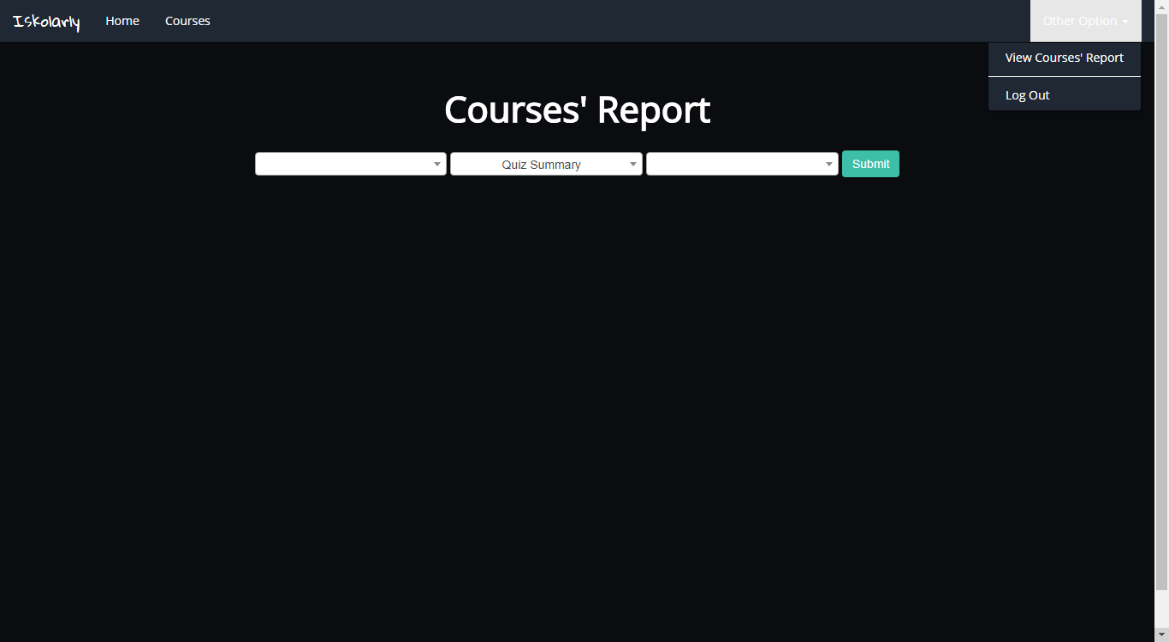 Iskolarly Home Courses Other Option
View Courses' Report
Log Out
Courses' Report
Quiz Summary Submit